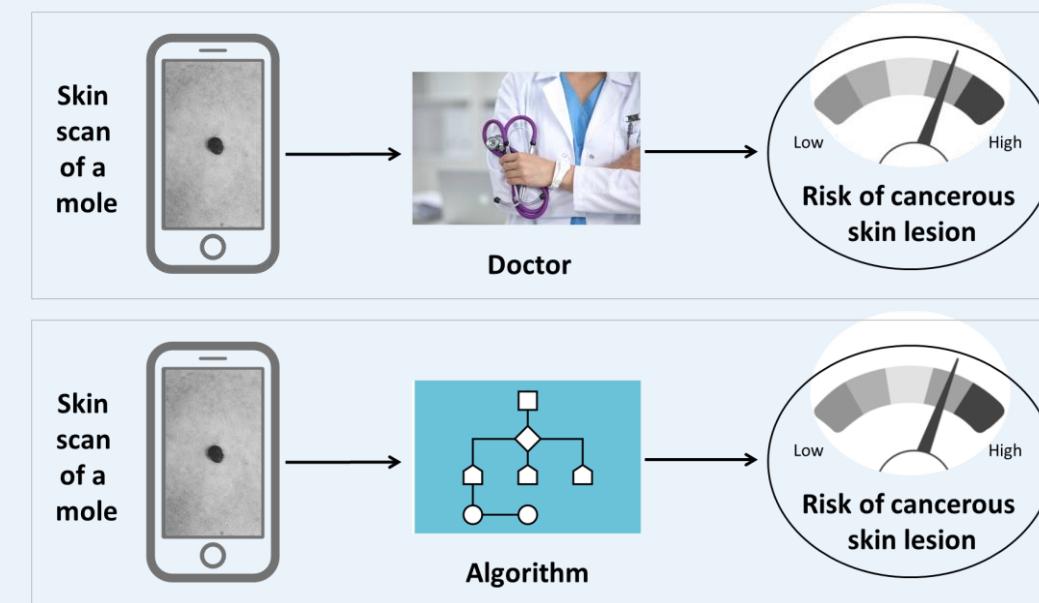 Skin
scan
of a
mole
Doctor
Low
High
Risk of cancerous
skin lesion
Skin
scan
of a
mole
Algorithm
Low
High
Risk of cancerous
skin lesion